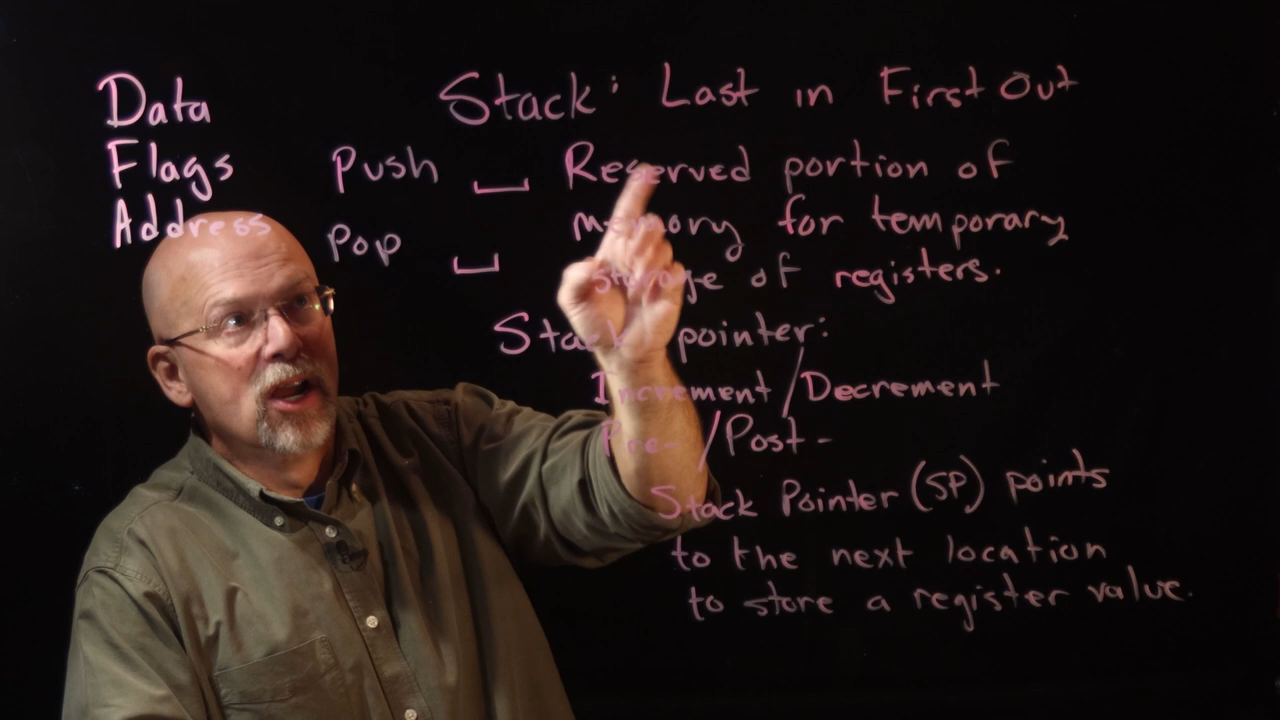 Data
Flags
Address
Push
Pop
Stack: Last in First Out
Reserved portion of
memory for temporary
storage of registers.
Stack pointer:
Increment/Decrement
Pre-/Post-
Stack Pointer (SP) points
to the next location
to store a register value.